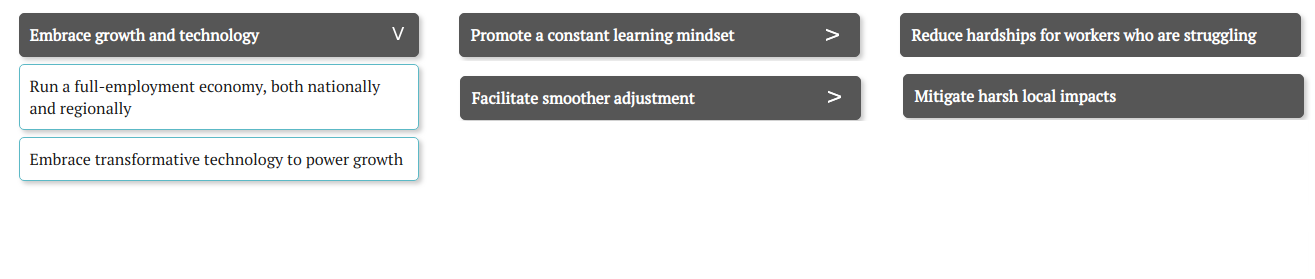 Embrace growth and technology V
Run a full-employment economy, both nationally
and regionally
Embrace transformative technology to power growth
Promote a constant learning mindset >
Facilitate smoother adjustment >
Reduce hardships for workers who are struggling
Mitigate harsh local impacts